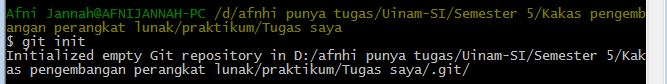 Afni Jannah@AFNIJANNAH-PC /d/afnhi punya tugas/Uinam-SI/Semester 5/Kakas pengemb
angan perangkat lunak/praktikum/Tugas saya
$ git init
Initialized empty Git repository in D:/afnhi punya tugas/Uinam-SI/Semester 5/Kak
as pengembangan perangkat lunak/praktikum/Tugas saya/.git/